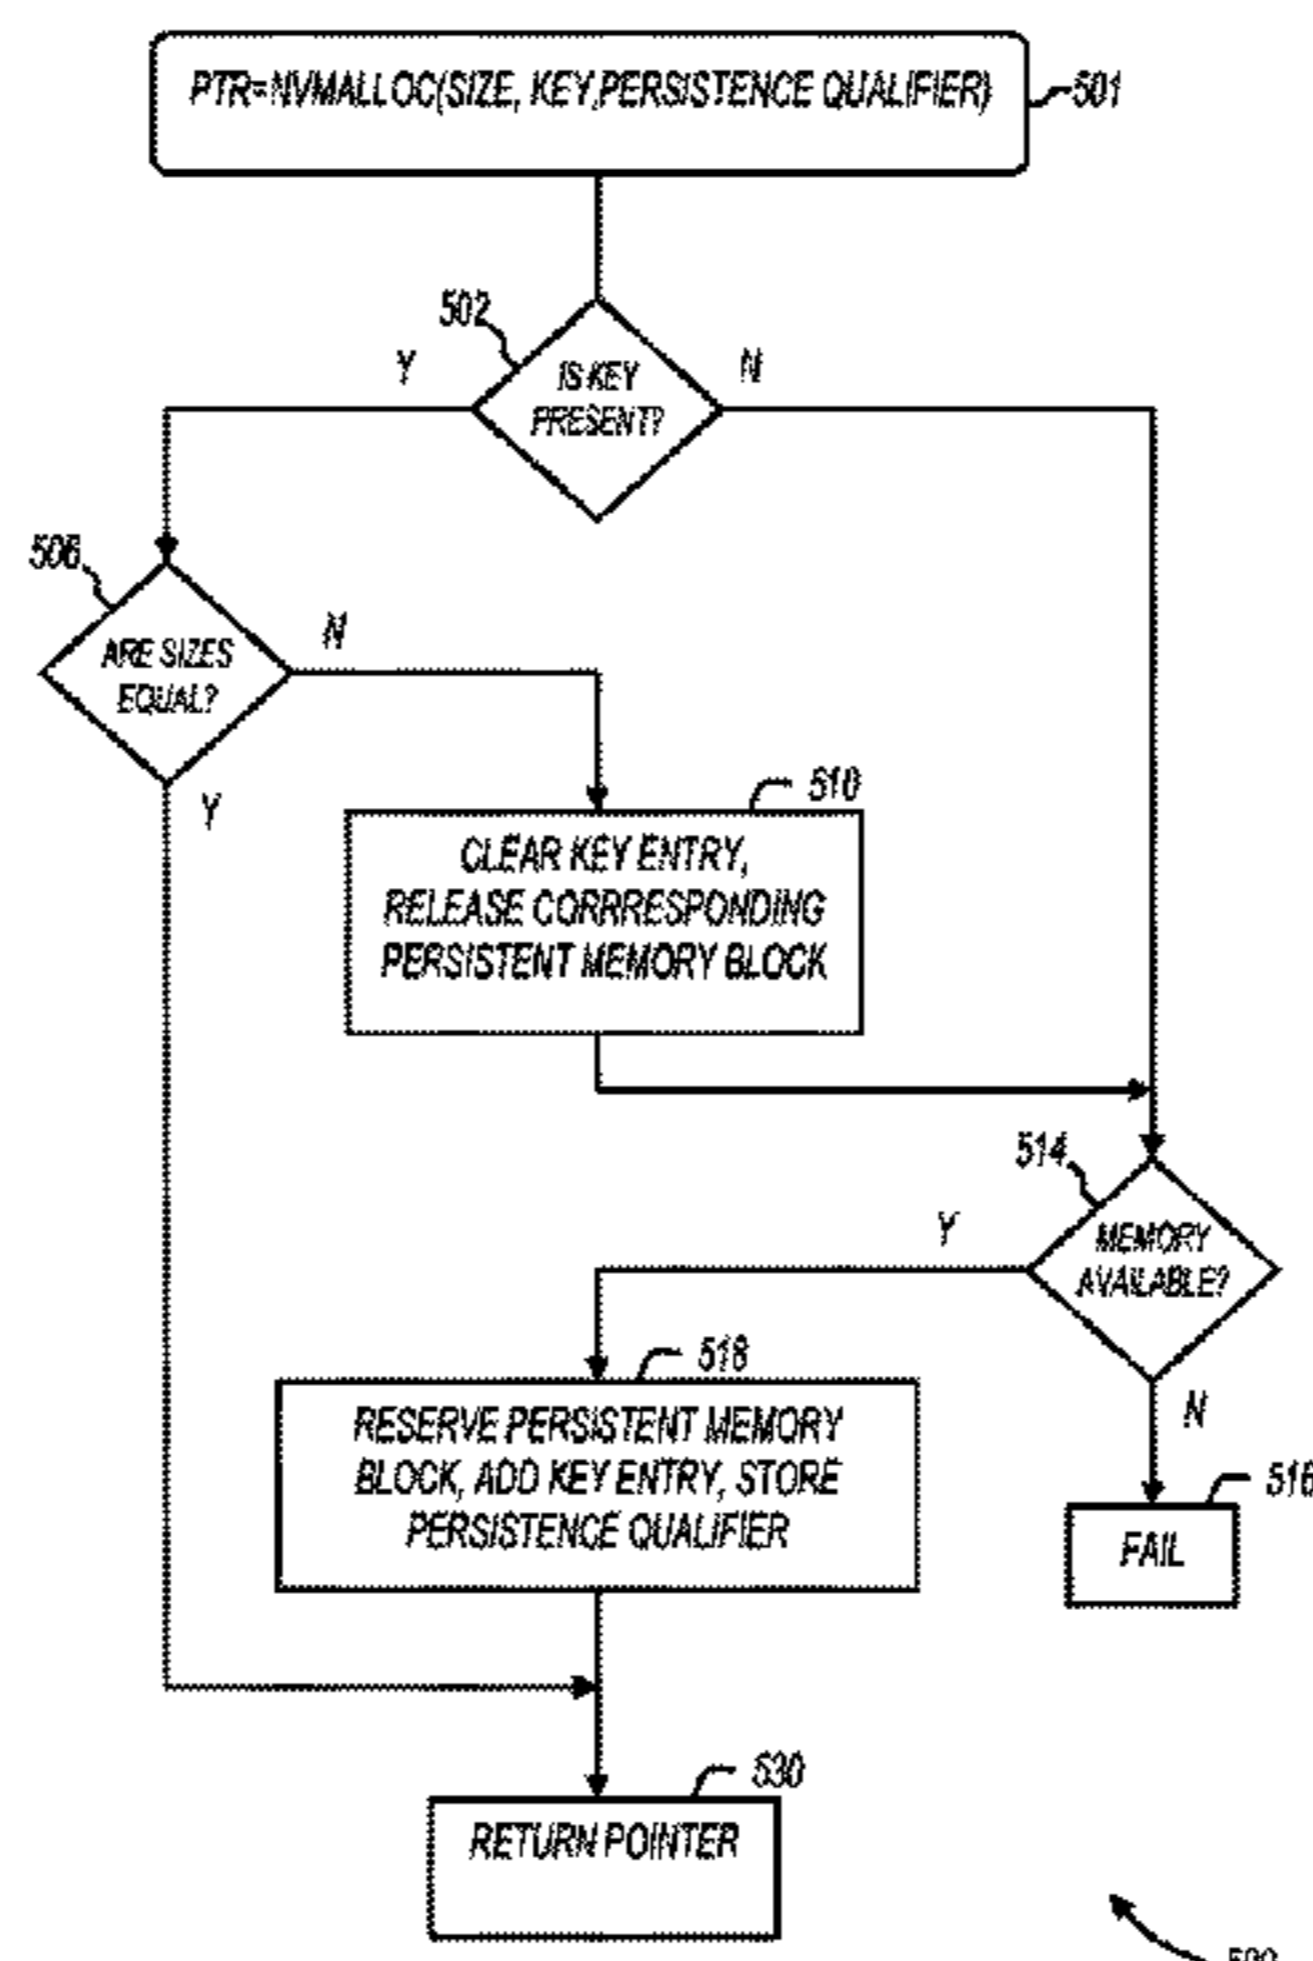 PTR=NVMALLOC(SIZE, KEY,PERSISTENCE QUALIFIER)
501
502
Y
N
IS KEY
PRESENT?
506
N
ARE SIZES
EQUAL?
Y
510
CLEAR KEY ENTRY,
RELEASE CORRRESPONDING
PERSISTENT MEMORY BLOCK
514
Y
MEMORY
AVAILABLE?
518
N
RESERVE PERSISTENT MEMORY
BLOCK, ADD KEY ENTRY, STORE
PERSISTENCE QUALIFIER
516
FAIL
530
RETURN POINTER